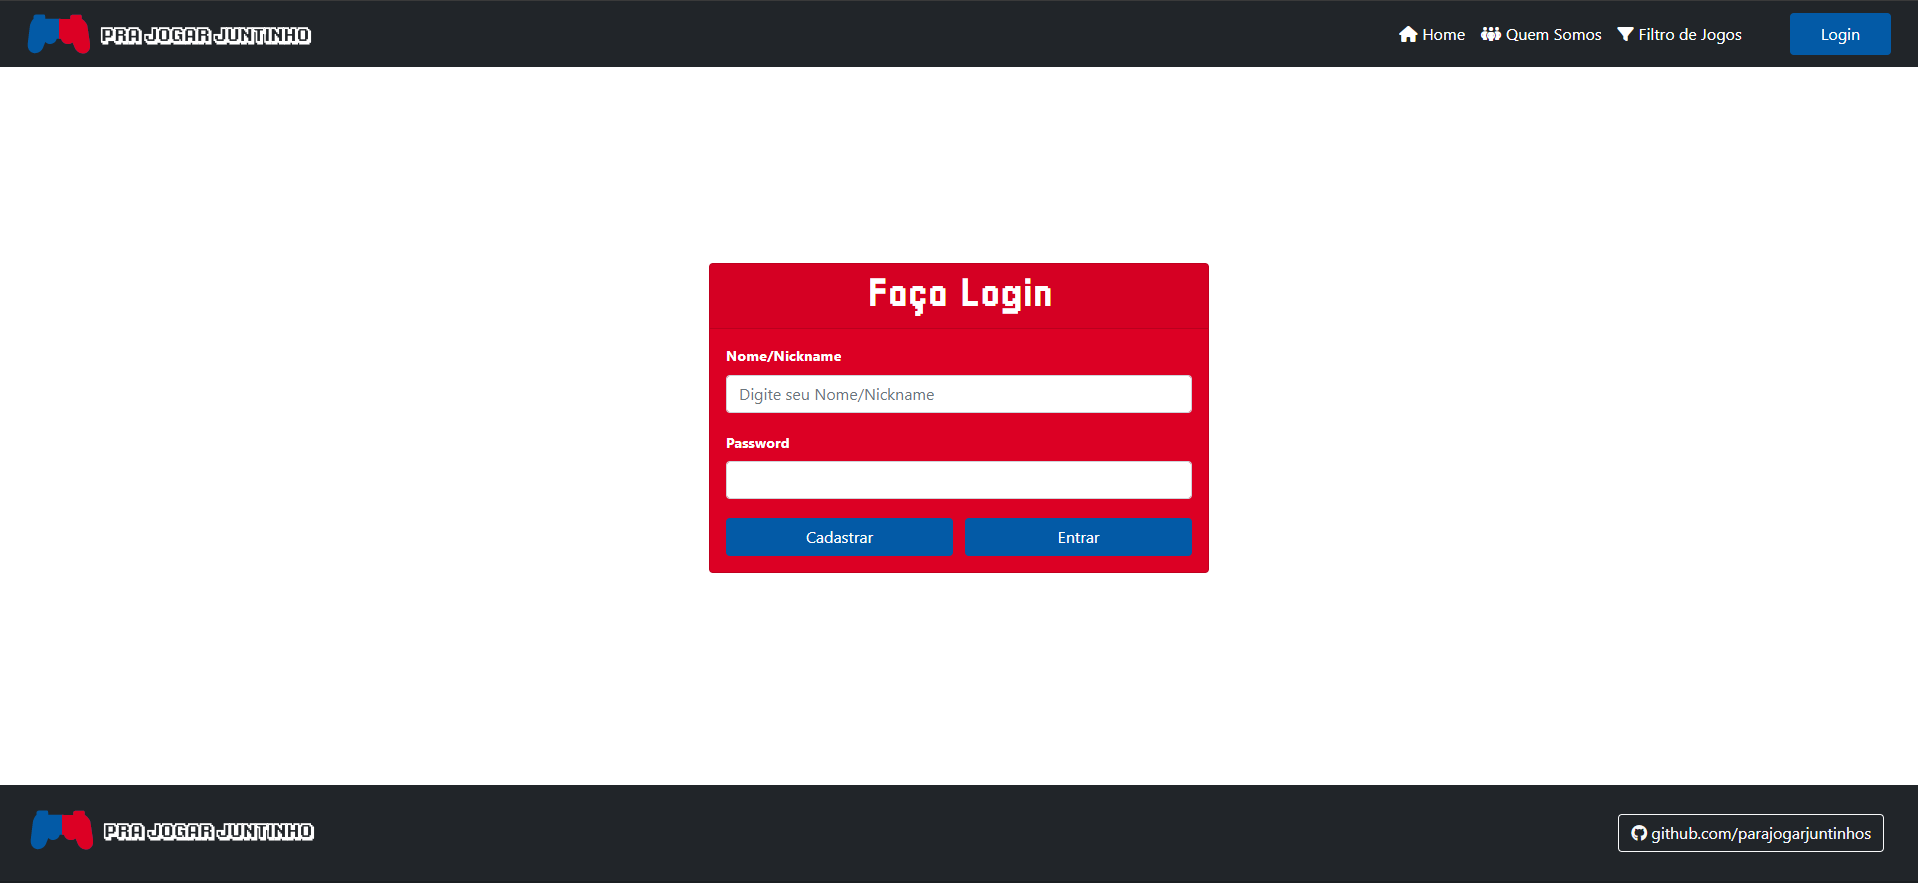 PRA JOGAR JUNTINHO
Home Quem Somos Filtro de Jogos Login
Faça Login
Nome/Nickname
Digite seu Nome/Nickname
Password
Cadastrar Entrar
PRA JOGAR JUNTINHO
github.com/parajogarjuntinhos